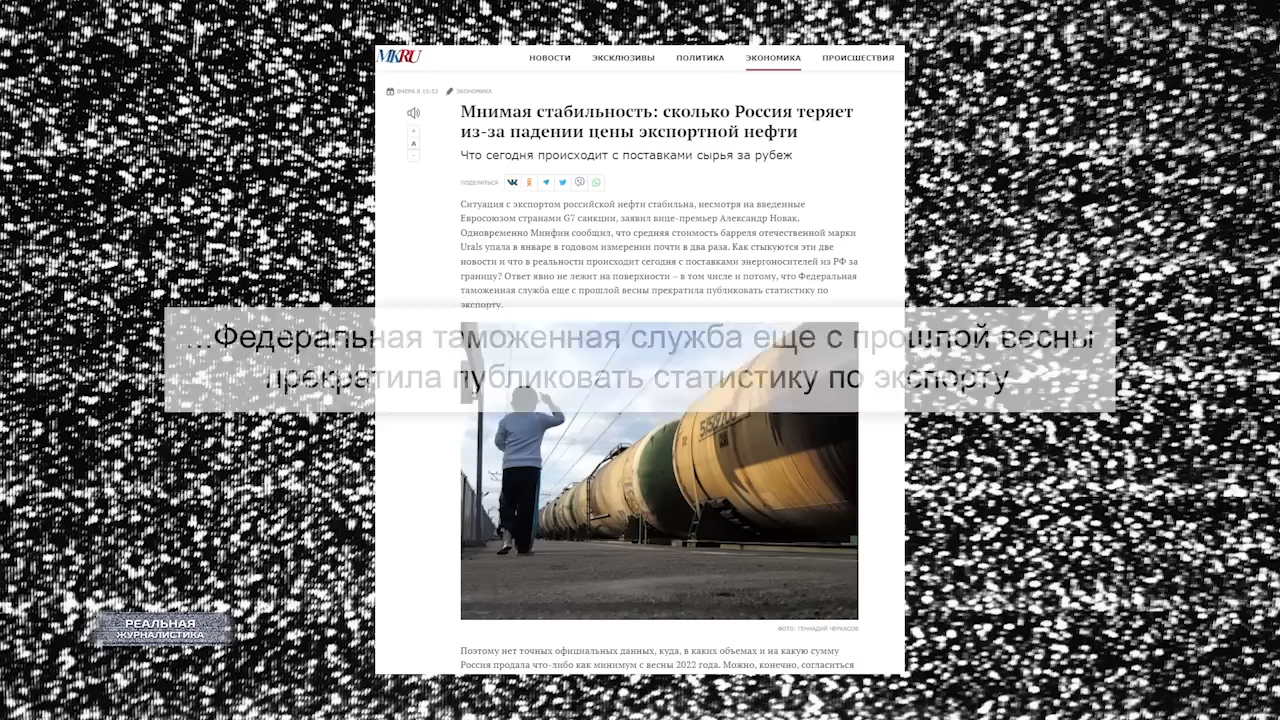 MKRU
НОВОСТИ ЭКСКЛЮЗИВЫ ПОЛИТИКА ЭКОНОМИКА ПРОИСШЕСТВИЯ
ВЧЕРА В 15:52 ЭКОНОМИКА
Мнимая стабильность: сколько Россия теряет
из-за падении цены экспортной нефти
+
A
-
Что сегодня происходит с поставками сырья за рубеж
ПОДЕЛИТЬСЯ
Ситуация с экспортом российской нефти стабильна, несмотря на введенные
Евросоюзом странами G7 санкции, заявил вице-премьер Александр Новак.
Одновременно Минфин сообщил, что средняя стоимость барреля отечественной марки
Urals упала в январе в годовом измерении почти в два раза. Как стыкуются эти две
новости и что в реальности происходит сегодня с поставками энергоносителей из РФ за
границу? Ответ явно не лежит на поверхности – в том числе и потому, что Федеральная
таможенная служба еще с прошлой весны прекратила публиковать статистику по
экспорту.
...Федеральная таможенная служба еще с прошлой весны
прекратила публиковать статистику по экспорту
ФОТО: ГЕННАДИЙ ЧЕРКАСОВ
РЕАЛЬНАЯ
ЖУРНАЛИСТИКА
Поэтому нет точных официальных данных, куда, в каких объемах и на какую сумму
Россия продала что-либо как минимум с весны 2022 года. Можно, конечно, согласиться